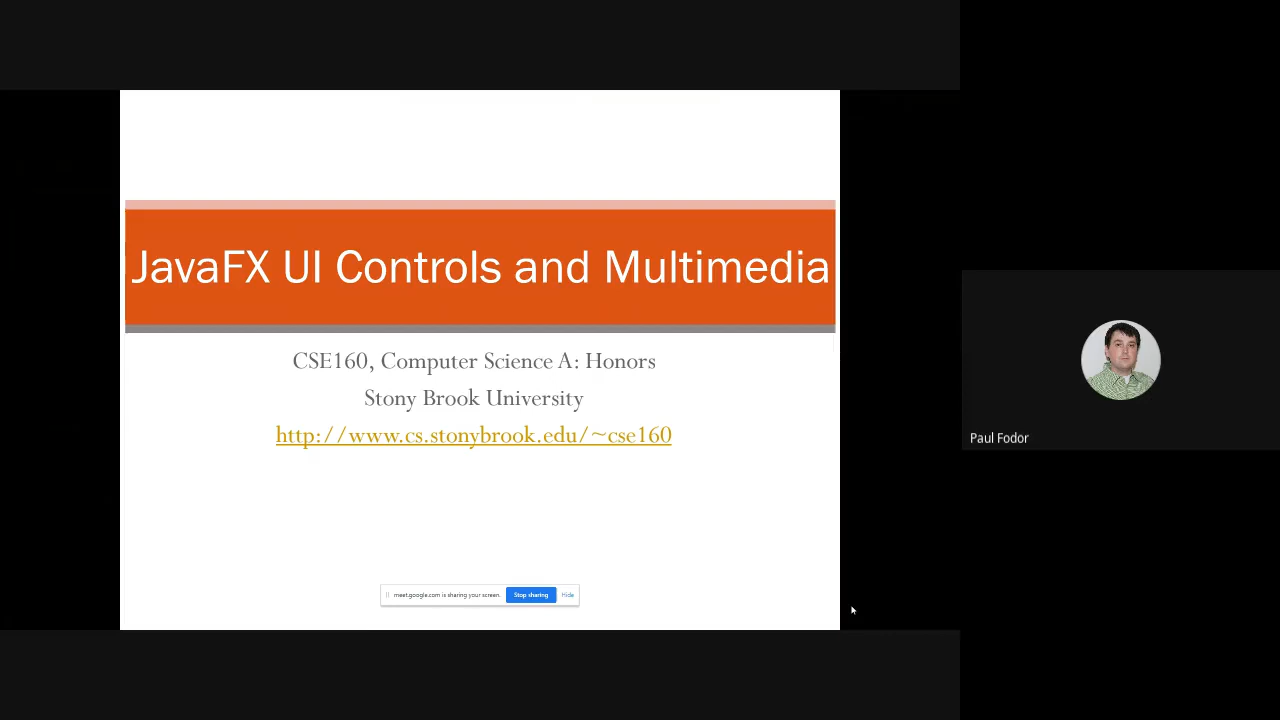 JavaFX UI Controls and Multimedia
CSE160, Computer Science A: Honors
Stony Brook University
http://www.cs.stonybrook.edu/~cse160
meet.google.com is sharing your screen. Stop sharing Hide
Paul Fodor